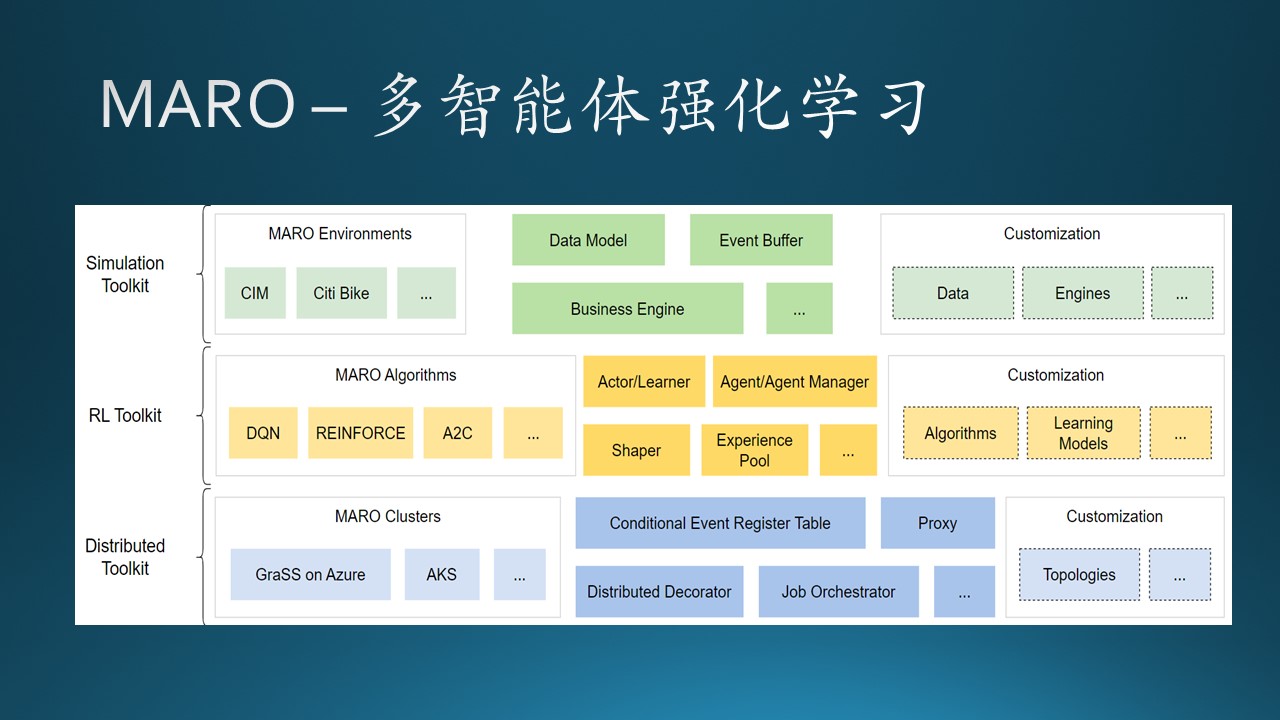 MARO – 多智能体强化学习
Simulation
Toolkit
MARO Environments
CIM
Citi Bike
...
Data Model
Event Buffer
Business Engine
...
Customization
Data
Engines
...
RL Toolkit
MARO Algorithms
DQN
REINFORCE
A2C
...
Actor/Learner
Agent/Agent Manager
Shaper
Experience
Pool
...
Customization
Algorithms
Learning
Models
...
Distributed
Toolkit
MARO Clusters
GraSS on Azure
AKS
...
Conditional Event Register Table
Proxy
Distributed Decorator
Job Orchestrator
...
Customization
Topologies
...